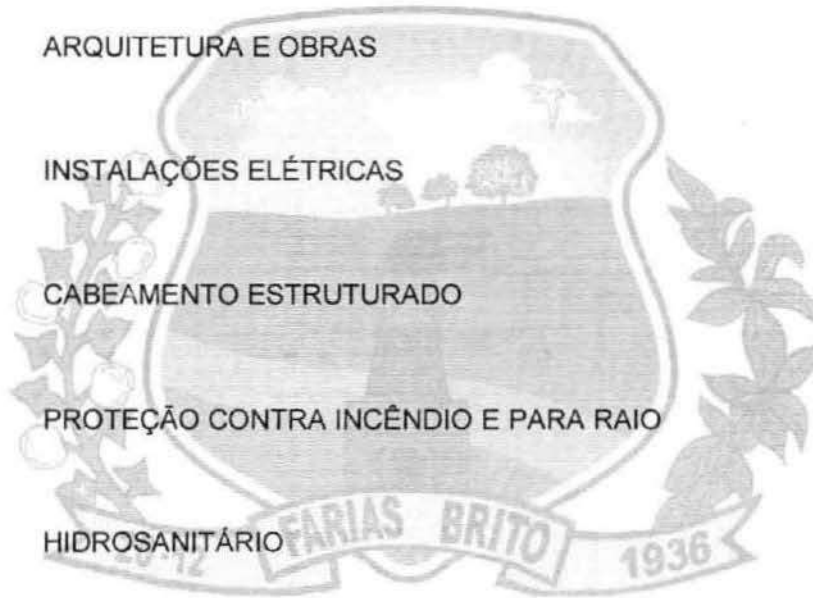 ARQUITETURA E OBRAS
INSTALAÇÕES ELÉTRICAS
CABEAMENTO ESTRUTURADO
PROTEÇÃO CONTRA INCÊNDIO E PARA RAIO
HIDROSANITÁRIO
FARIAS BRITO
1936